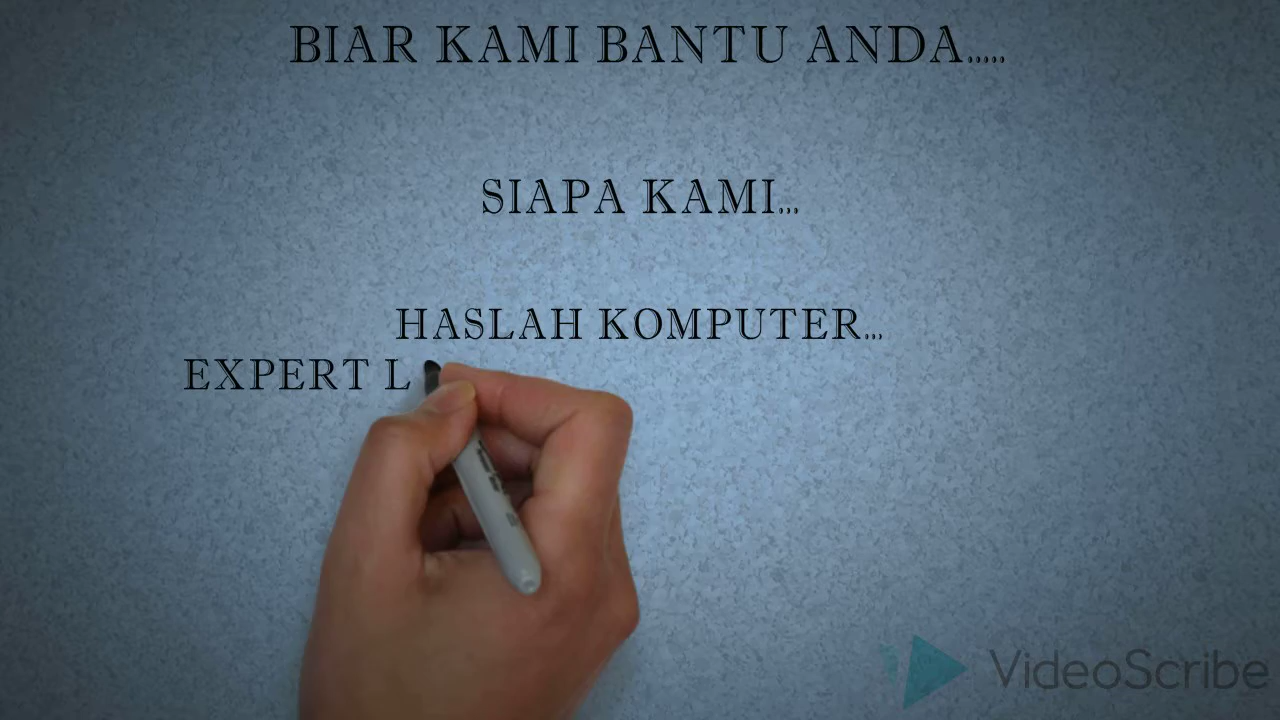 BIAR KAMI BANTU ANDA.....
SIAPA KAMI...
HASLAH KOMPUTER...
EXPERT L
VideoScribe